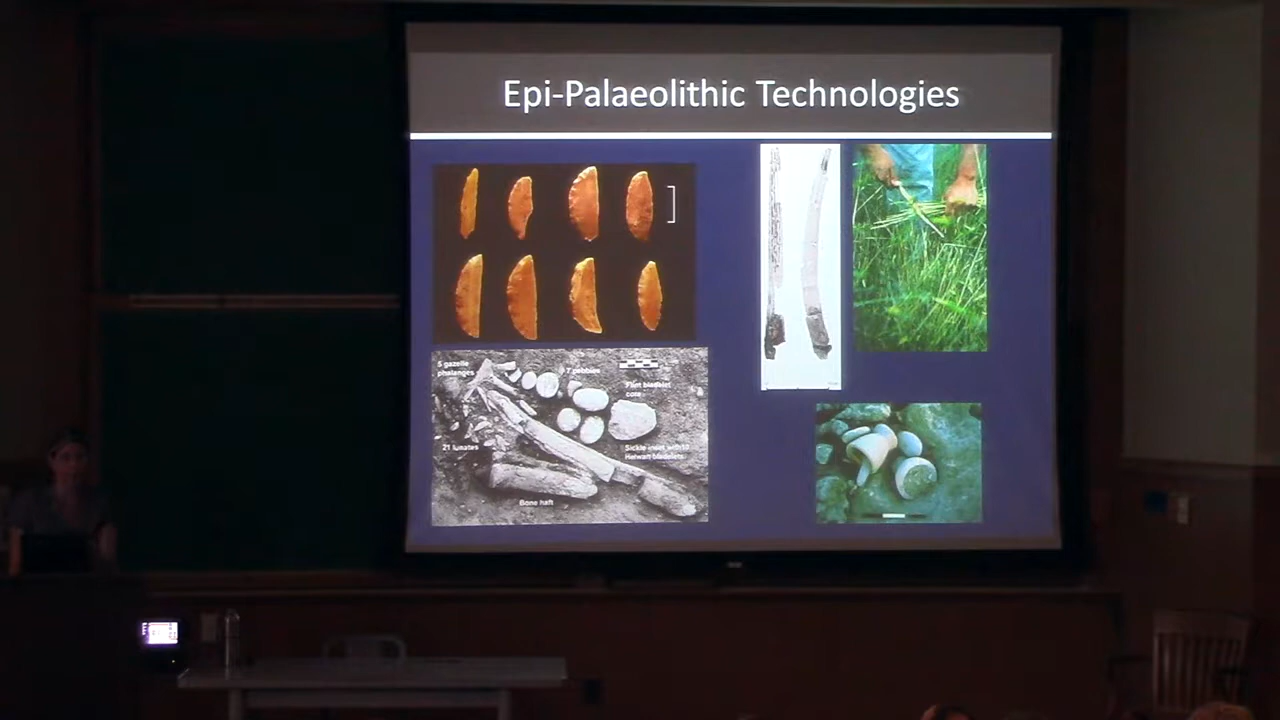 Epi-Palaeolithic Technologies
5 gazelle
phalanges
7 pebbles
Flint bladelet
core
21 lunates
Sickle inset with
Helwan bladelets
Bone haft